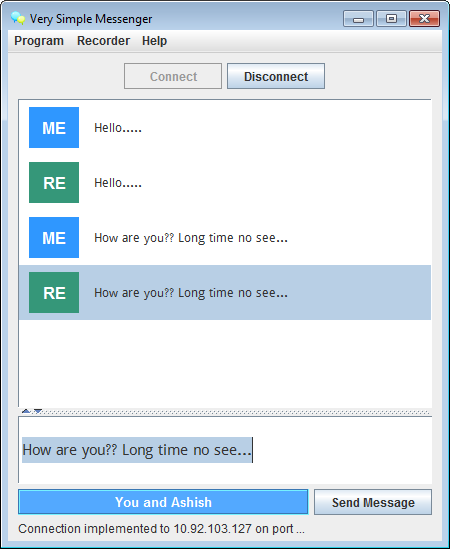 Very Simple Messenger
Program Recorder Help
Connect Disconnect
ME Hello.....
RE Hello.....
ME How are you?? Long time no see...
RE How are you?? Long time no see...
How are you?? Long time no see...
You and Ashish Send Message
Connection implemented to 10.92.103.127 on port ...